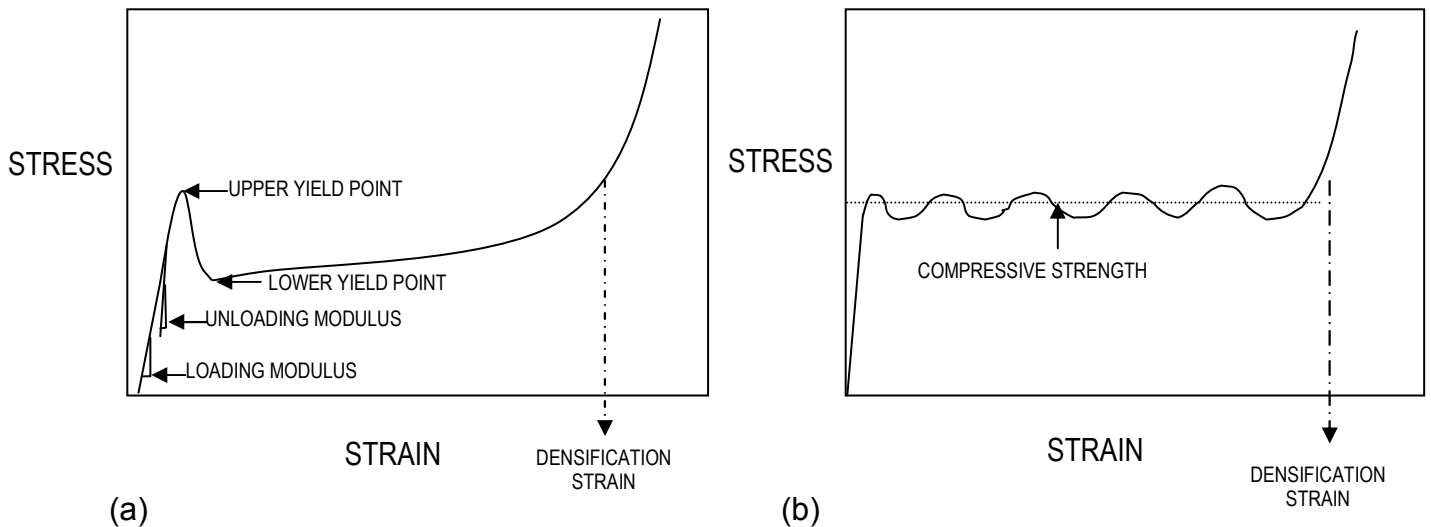 STRESS
UPPER YIELD POINT
LOWER YIELD POINT
UNLOADING MODULUS
LOADING MODULUS
STRAIN
DENSIFICATION
STRAIN
(a)
STRESS
COMPRESSIVE STRENGTH
STRAIN
DENSIFICATION
STRAIN
(b)